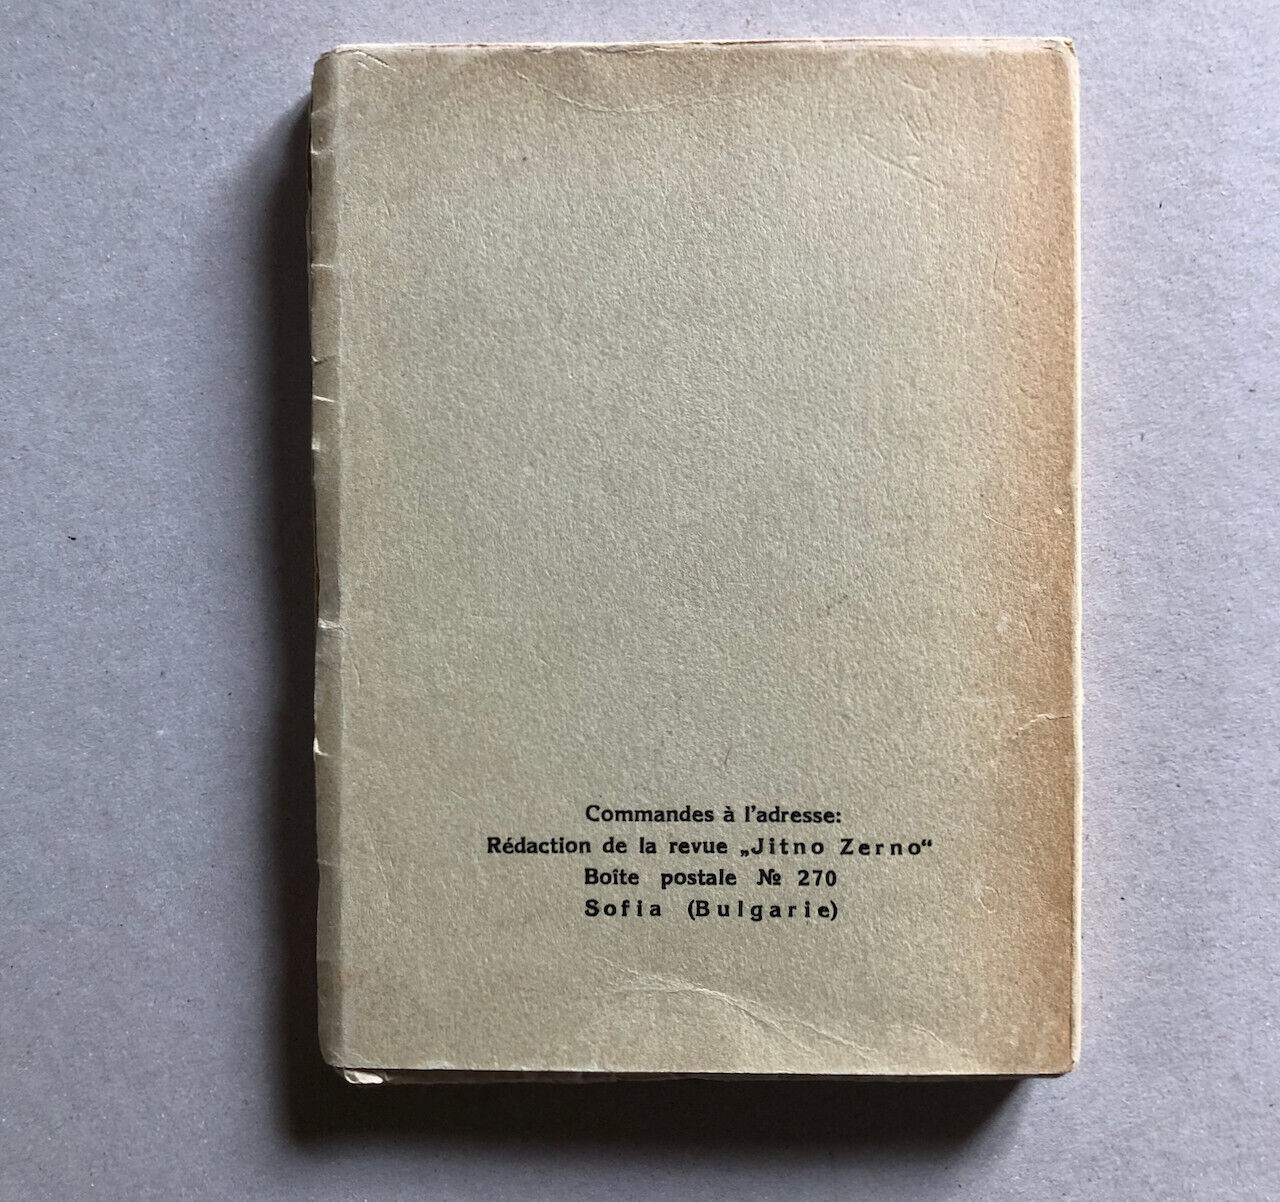 Commandes à l'adresse:
Rédaction de la revue „Jitno Zerno“
Boîte postale № 270
Sofia (Bulgarie)